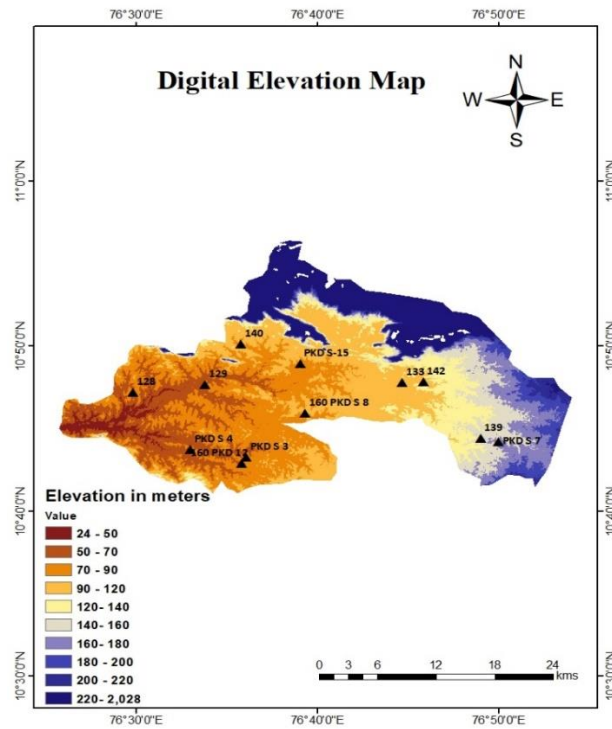 76°30'0"E 76°40'0"E 76°50'0"E
Digital Elevation Map
N
W E
S
11°0'0"N 11°0'0"N
140
10°50'0"N 10°50'0"N
PKD S-15
133 142
128 129
160 PKD S 8
139
PKD S 7
PKD S 4 PKD S 3
160 PKD 12
Elevation in meters
Value
10°40'0"N 10°40'0"N
24 - 50
50 - 70
70 - 90
90 - 120
120- 140
140 - 160
160 - 180
180 - 200
200 - 220
220- 2,028
0 3 6 12 18 24
kms
10°30'0"N 10°30'0"N
76°30'0"E 76°40'0"E 76°50'0"E